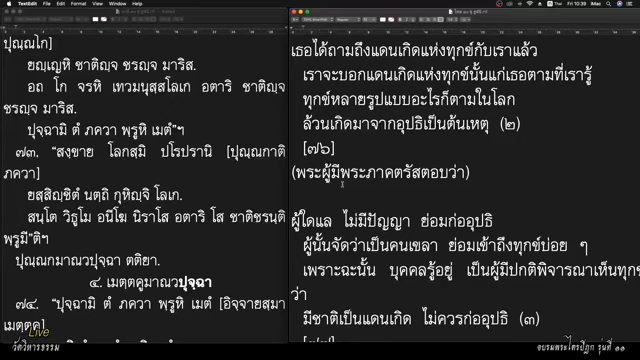 TextEdit File Edit Format View Window Help
Fri 10:39 iMac
ปุณฺณโก]
ยญฺเญหิ ชาติญฺจ ชรญฺจ มาริส.
อถ โก จรหิ เทวมนุสฺสโลเก อตาริ ชาติญฺจ
ชรญฺจ มาริส.
ปุจฺฉามิ ตํ ภควา พฺรูหิ เมตํ"ฯ
๗๓. "สงฺขาย โลกสฺมิ ปโรปรานิ [ปุณฺณกาติ
ภควา]
ยสฺสิญฺชิตํ นตฺถิ กุหิญฺจิ โลเก.
สนฺโต วิธูโม อนีโฆ นิราโส อตาริ โส ชาติชรนฺติ
พฺรูมี"ติฯ
ปุณฺณกมาณวปุจฺฉา ตติยา.
๔. เมตฺตคูมาณวปุจฺฉา
๗๔. "ปุจฺฉามิ ตํ ภควา พฺรูหิ เมตํ [อิจฺจายสฺมา
เมตฺตคู]
เธอได้ถามถึงแดนเกิดแห่งทุกข์กับเราแล้ว
เราจะบอกแดนเกิดแห่งทุกข์นั้นแก่เธอตามที่เรารู้
ทุกข์หลายรูปแบบอะไรก็ตามในโลก
ล้วนเกิดมาจากอุปธิเป็นต้นเหตุ (๒)
[๗๖]
(พระผู้มีพระภาคตรัสตอบว่า)
ผู้ใดแล ไม่มีปัญญา ย่อมก่ออุปธิ
ผู้นั้นจัดว่าเป็นคนเขลา ย่อมเข้าถึงทุกข์บ่อย ๆ
เพราะฉะนั้น บุคคลรู้อยู่ เป็นผู้มีปกติพิจารณาเห็นทุกข์
ว่า
มีชาติเป็นแดนเกิด ไม่ควรก่ออุปธิ (๓)
Live
วัดวิหารธรรม
อบรมพระไตรปิฎก รุ่นที่ ๑๑